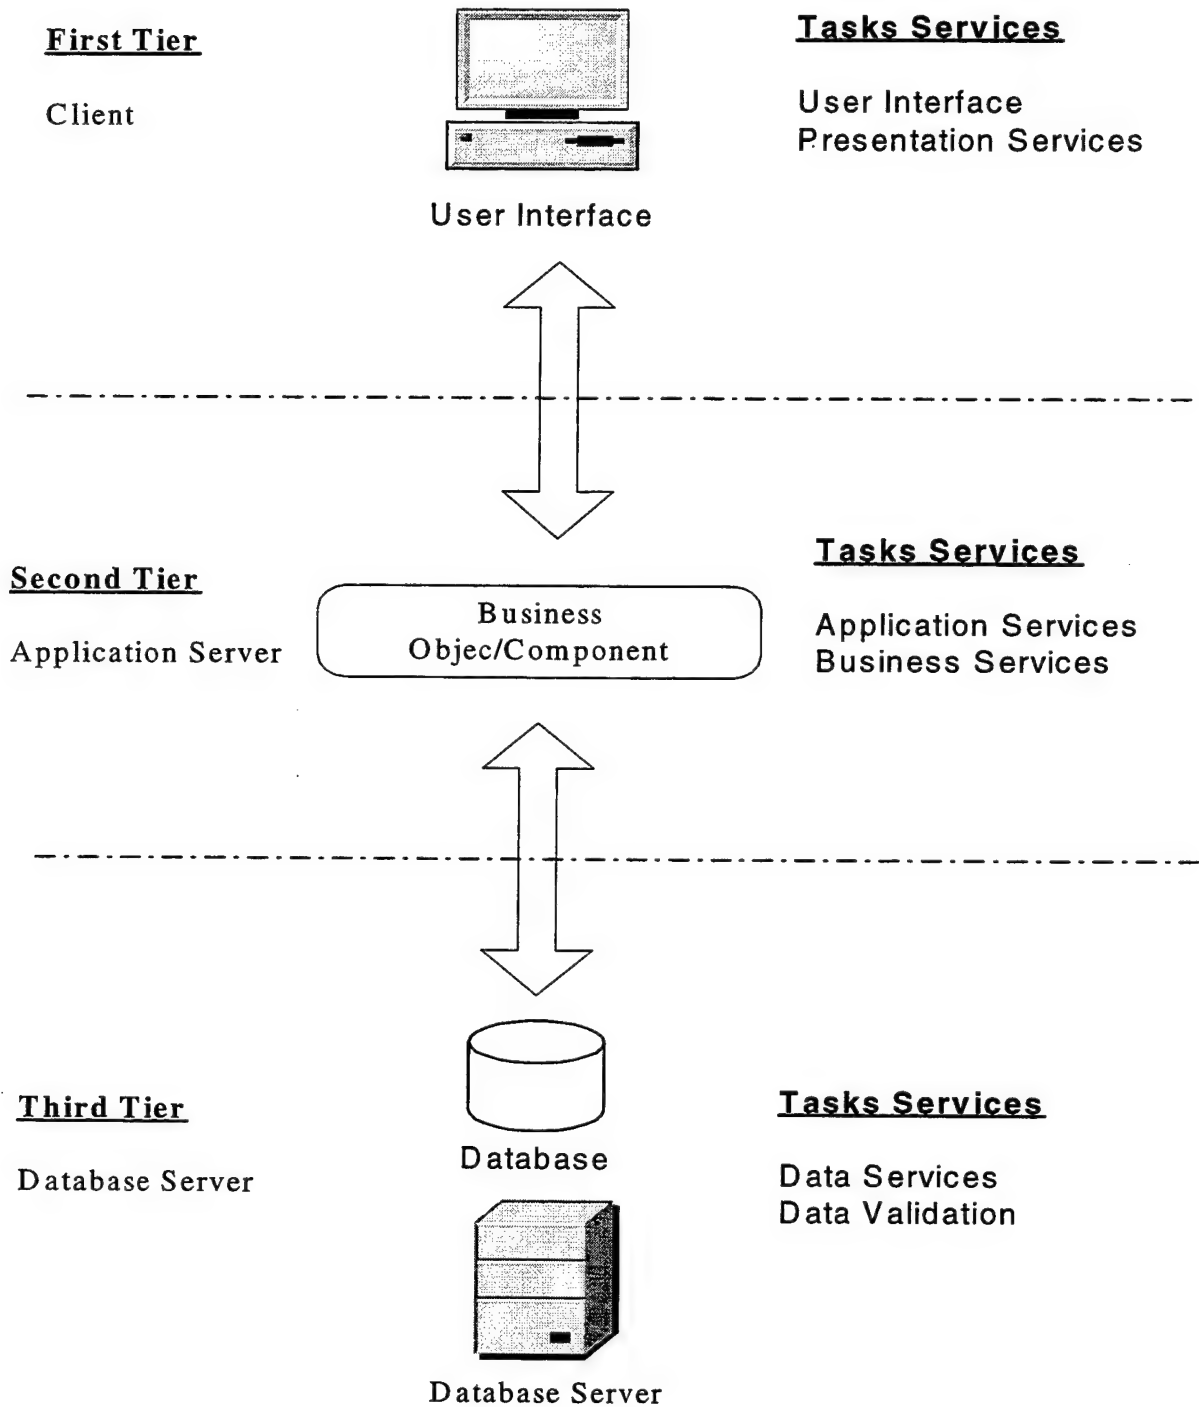 First Tier
Client
User Interface
Tasks Services
User Interface
Presentation Services
Second Tier
Application Server
Business
Objec/Component
Tasks Services
Application Services
Business Services
Third Tier
Database Server
Database
Database Server
Tasks Services
Data Services
Data Validation